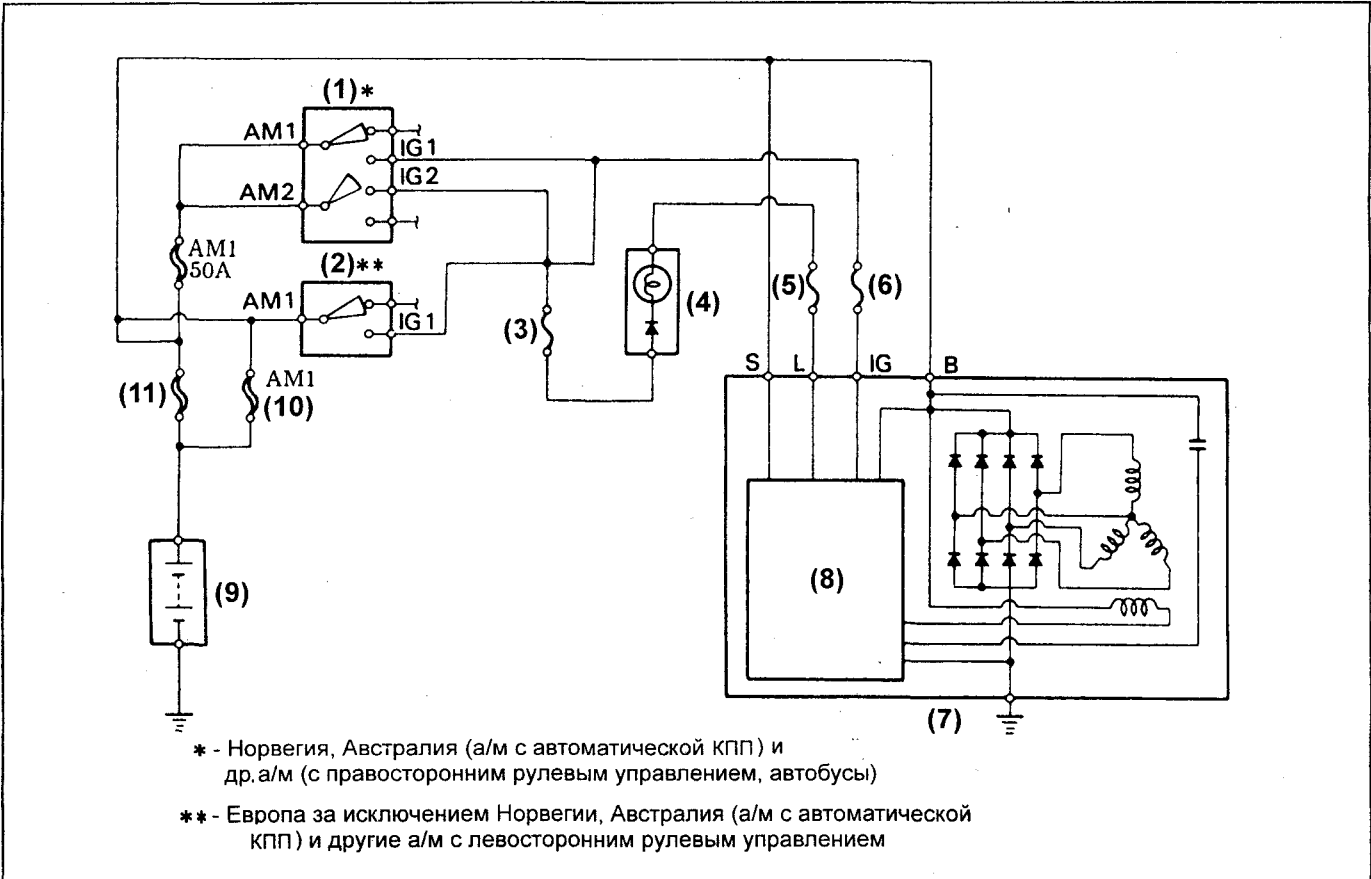 (1)*
AM1
IG1
IG2
AM2
AM1
50A
(2)**
AM1
IG1
(3)
(4)
(5)
(6)
S L IG B
(11)
AM1
(10)
(8)
(9)
(7)
* - Норвегия, Австралия (а/м с автоматической КПП) и
др.а/м (с правосторонним рулевым управлением, автобусы)
** - Европа за исключением Норвегии, Австралия (а/м с автоматической
КПП) и другие а/м с левосторонним рулевым управлением